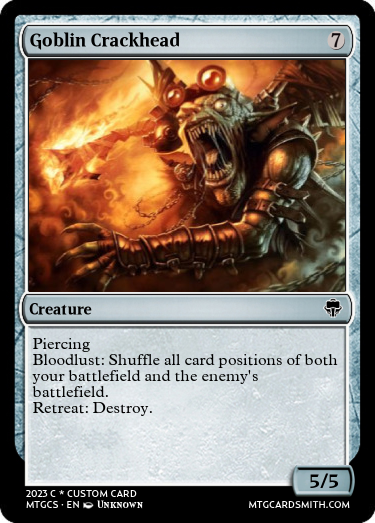 Goblin Crackhead 7
Creature
Piercing
Bloodlust: Shuffle all card positions of both
your battlefield and the enemy's
battlefield.
Retreat: Destroy.
5/5
2023 C * CUSTOM CARD
MTGCS • EN Unknown
MTGCARDSMITH.COM